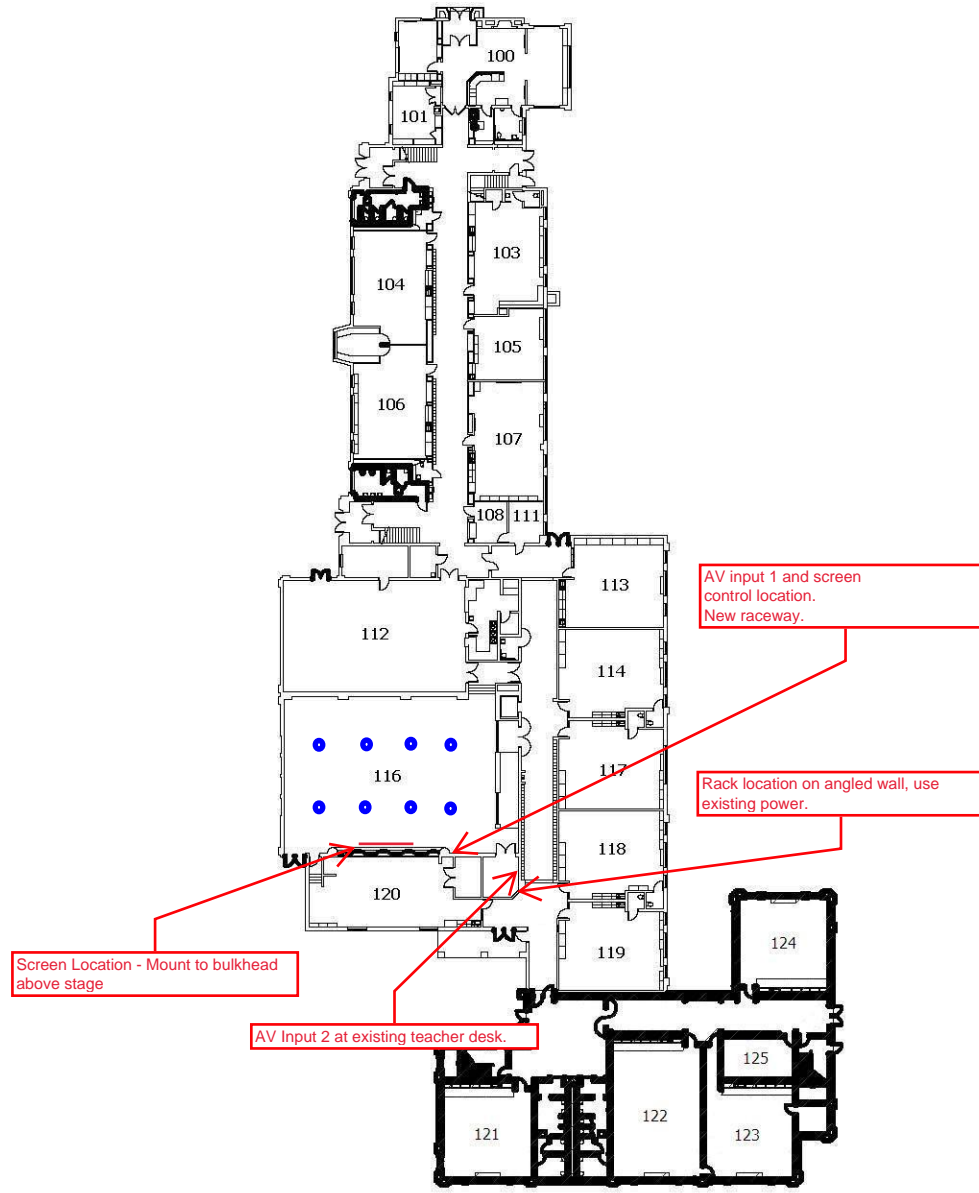 100
101
103
104
105
106
107
108
111
113
AV input 1 and screen
control location.
New raceway.
112
114
116
117
Rack location on angled wall, use
existing power.
118
120
124
119
Screen Location - Mount to bulkhead
above stage
AV Input 2 at existing teacher desk.
125
121
122
123